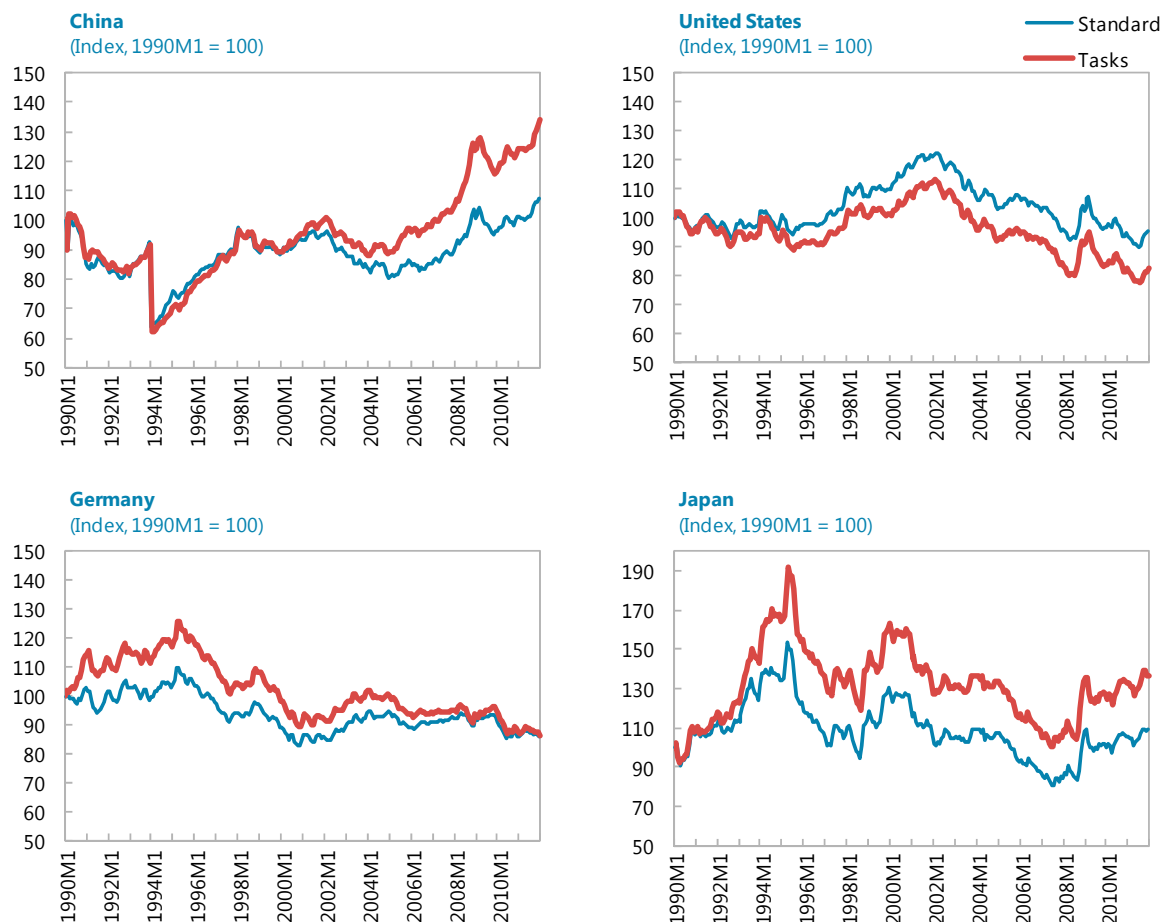 China
(Index, 1990M1 = 100)
150
140
130
120
110
100
90
80
70
60
50
1990M1
1992M1
1994M1
1996M1
1998M1
2000M1
2002M1
2004M1
2006M1
2008M1
2010M1
United States
(Index, 1990M1 = 100)
Standard
Tasks
150
140
130
120
110
100
90
80
70
60
50
1990M1
1992M1
1994M1
1996M1
1998M1
2000M1
2002M1
2004M1
2006M1
2008M1
2010M1
Germany
(Index, 1990M1 = 100)
150
140
130
120
110
100
90
80
70
60
50
1990M1
1992M1
1994M1
1996M1
1998M1
2000M1
2002M1
2004M1
2006M1
2008M1
2010M1
Japan
(Index, 1990M1 = 100)
190
170
150
130
110
90
70
50
1990M1
1992M1
1994M1
1996M1
1998M1
2000M1
2002M1
2004M1
2006M1
2008M1
2010M1